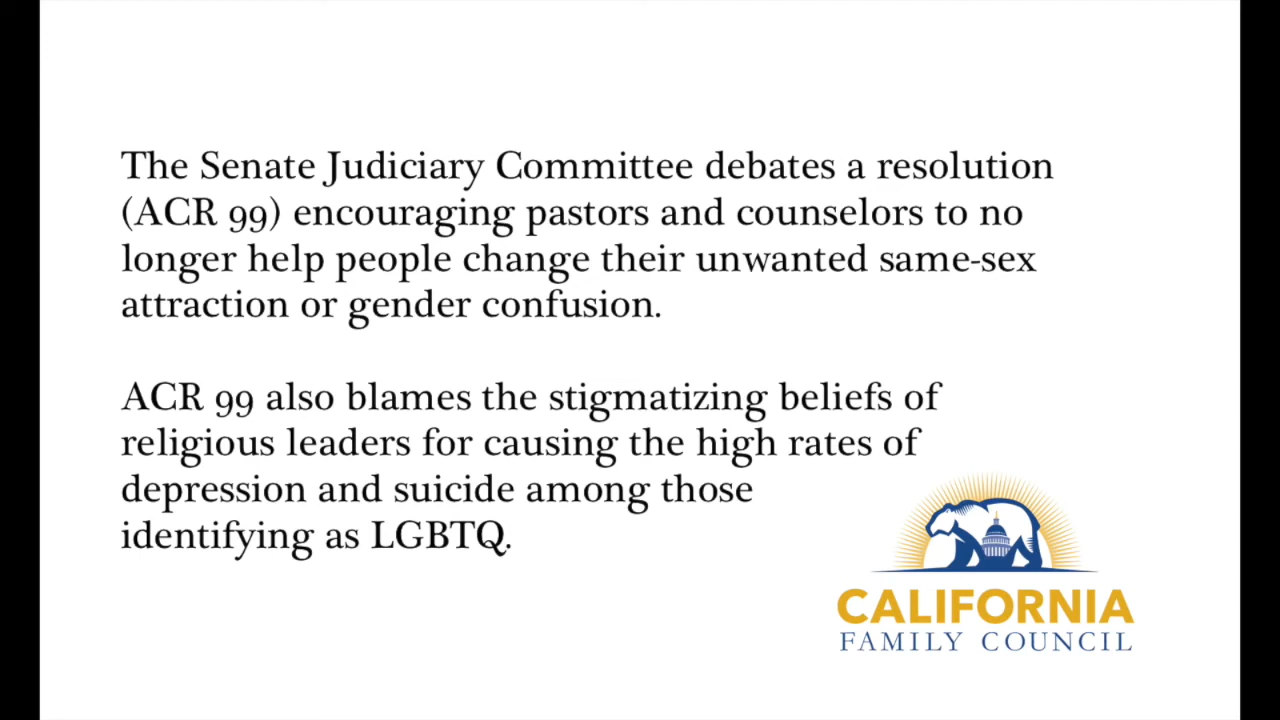 The Senate Judiciary Committee debates a resolution
(ACR 99) encouraging pastors and counselors to no
longer help people change their unwanted same-sex
attraction or gender confusion.
ACR 99 also blames the stigmatizing beliefs of
religious leaders for causing the high rates of
depression and suicide among those
identifying as LGBTQ.
CALIFORNIA
FAMILY COUNCIL